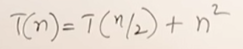 T(n) = T(n/2) + n²